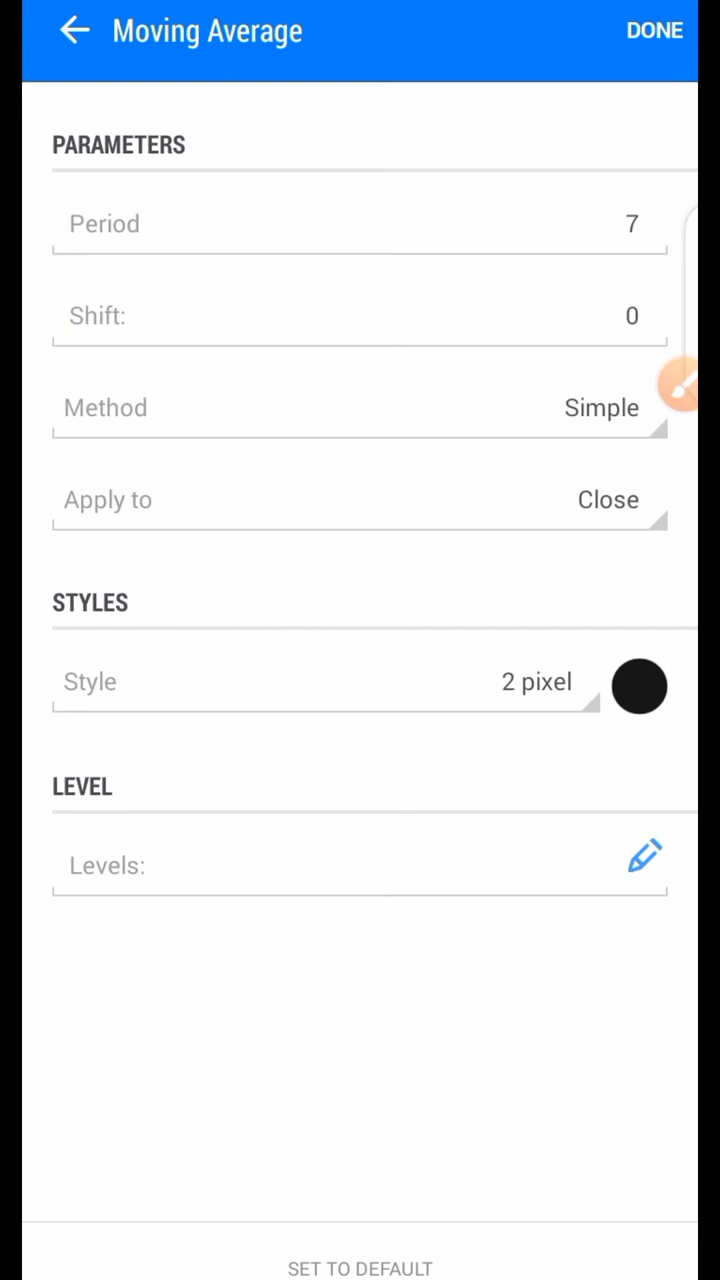 Moving Average DONE
PARAMETERS
Period 7
Shift: 0
Method Simple
Apply to Close
STYLES
Style 2 pixel
LEVEL
Levels:
SET TO DEFAULT